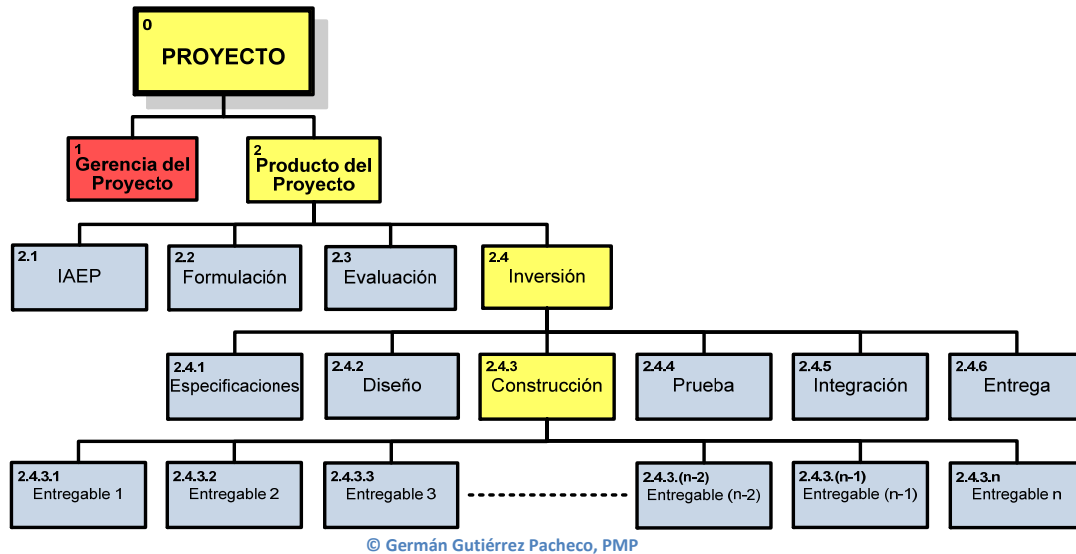 0
PROYECTO
1
Gerencia del
Proyecto
2
Producto del
Proyecto
2.1
IAEP
2.2
Formulación
2.3
Evaluación
2.4
Inversión
2.4.1
Especificaciones
2.4.2
Diseño
2.4.3
Construcción
2.4.4
Prueba
2.4.5
Integración
2.4.6
Entrega
2.4.3.1
Entregable 1
2.4.3.2
Entregable 2
2.4.3.3
Entregable 3
2.4.3.(n-2)
Entregable (n-2)
2.4.3.(n-1)
Entregable (n-1)
2.4.3.n
Entregable n
© Germán Gutiérrez Pacheco, PMP